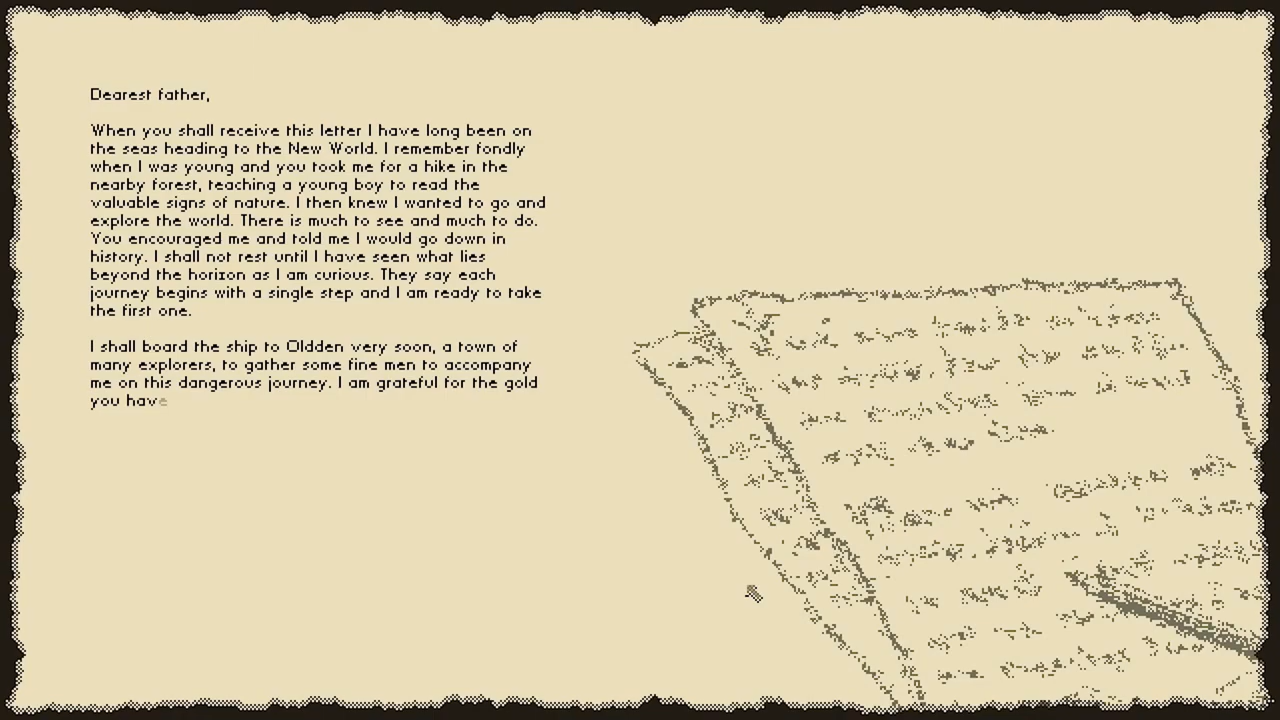 Dearest father,
When you shall receive this letter I have long been on
the seas heading to the New World. I remember fondly
when I was young and you took me for a hike in the
nearby forest, teaching a young boy to read the
valuable signs of nature. I then knew I wanted to go and
explore the world. There is much to see and much to do.
You encouraged me and told me I would go down in
history. I shall not rest until I have seen what lies
beyond the horizon as I am curious. They say each
journey begins with a single step and I am ready to take
the first one.
I shall board the ship to Oldden very soon, a town of
many explorers, to gather some fine men to accompany
me on this dangerous journey. I am grateful for the gold
you have